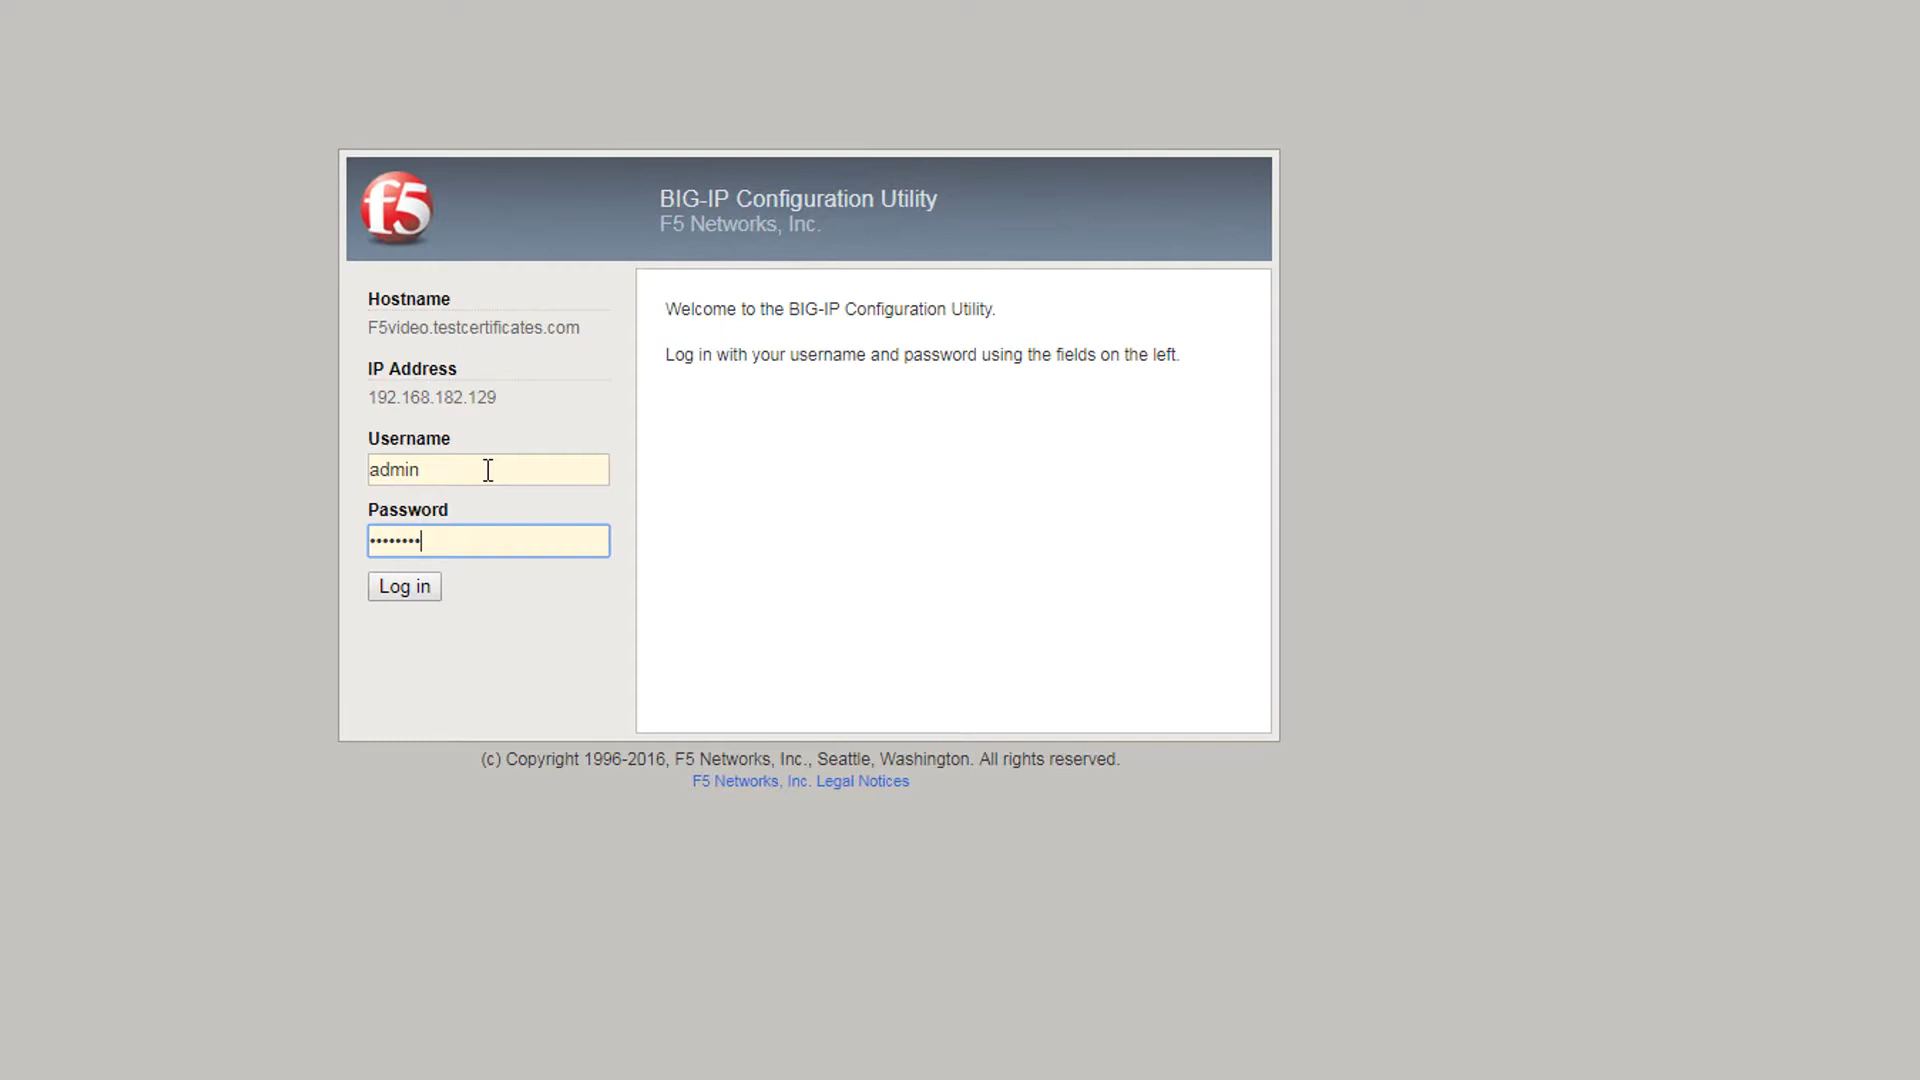 f5
BIG-IP Configuration Utility
F5 Networks, Inc.
Hostname
F5video.testcertificates.com
IP Address
192.168.182.129
Username
admin
Password
••••••••
Log in
Welcome to the BIG-IP Configuration Utility.
Log in with your username and password using the fields on the left.
(c) Copyright 1996-2016, F5 Networks, Inc., Seattle, Washington. All rights reserved.
F5 Networks, Inc. Legal Notices